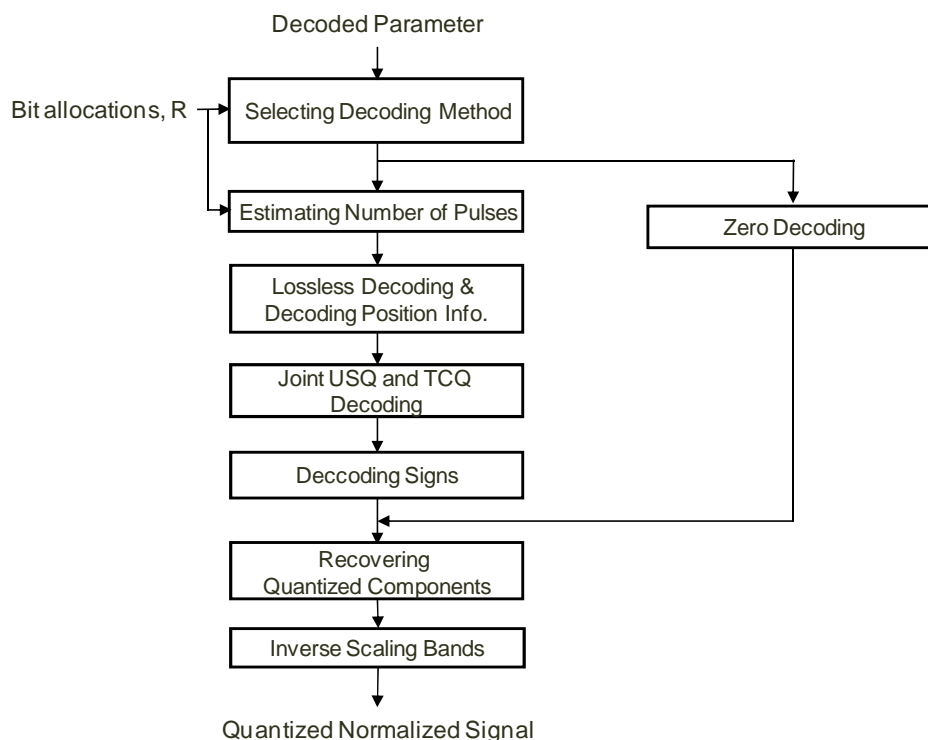 Decoded Parameter
Bit allocations, R
Selecting Decoding Method
Estimating Number of Pulses
Zero Decoding
Lossless Decoding &
Decoding Position Info.
Joint USQ and TCQ
Decoding
Deccoding Signs
Recovering
Quantized Components
Inverse Scaling Bands
Quantized Normalized Signal